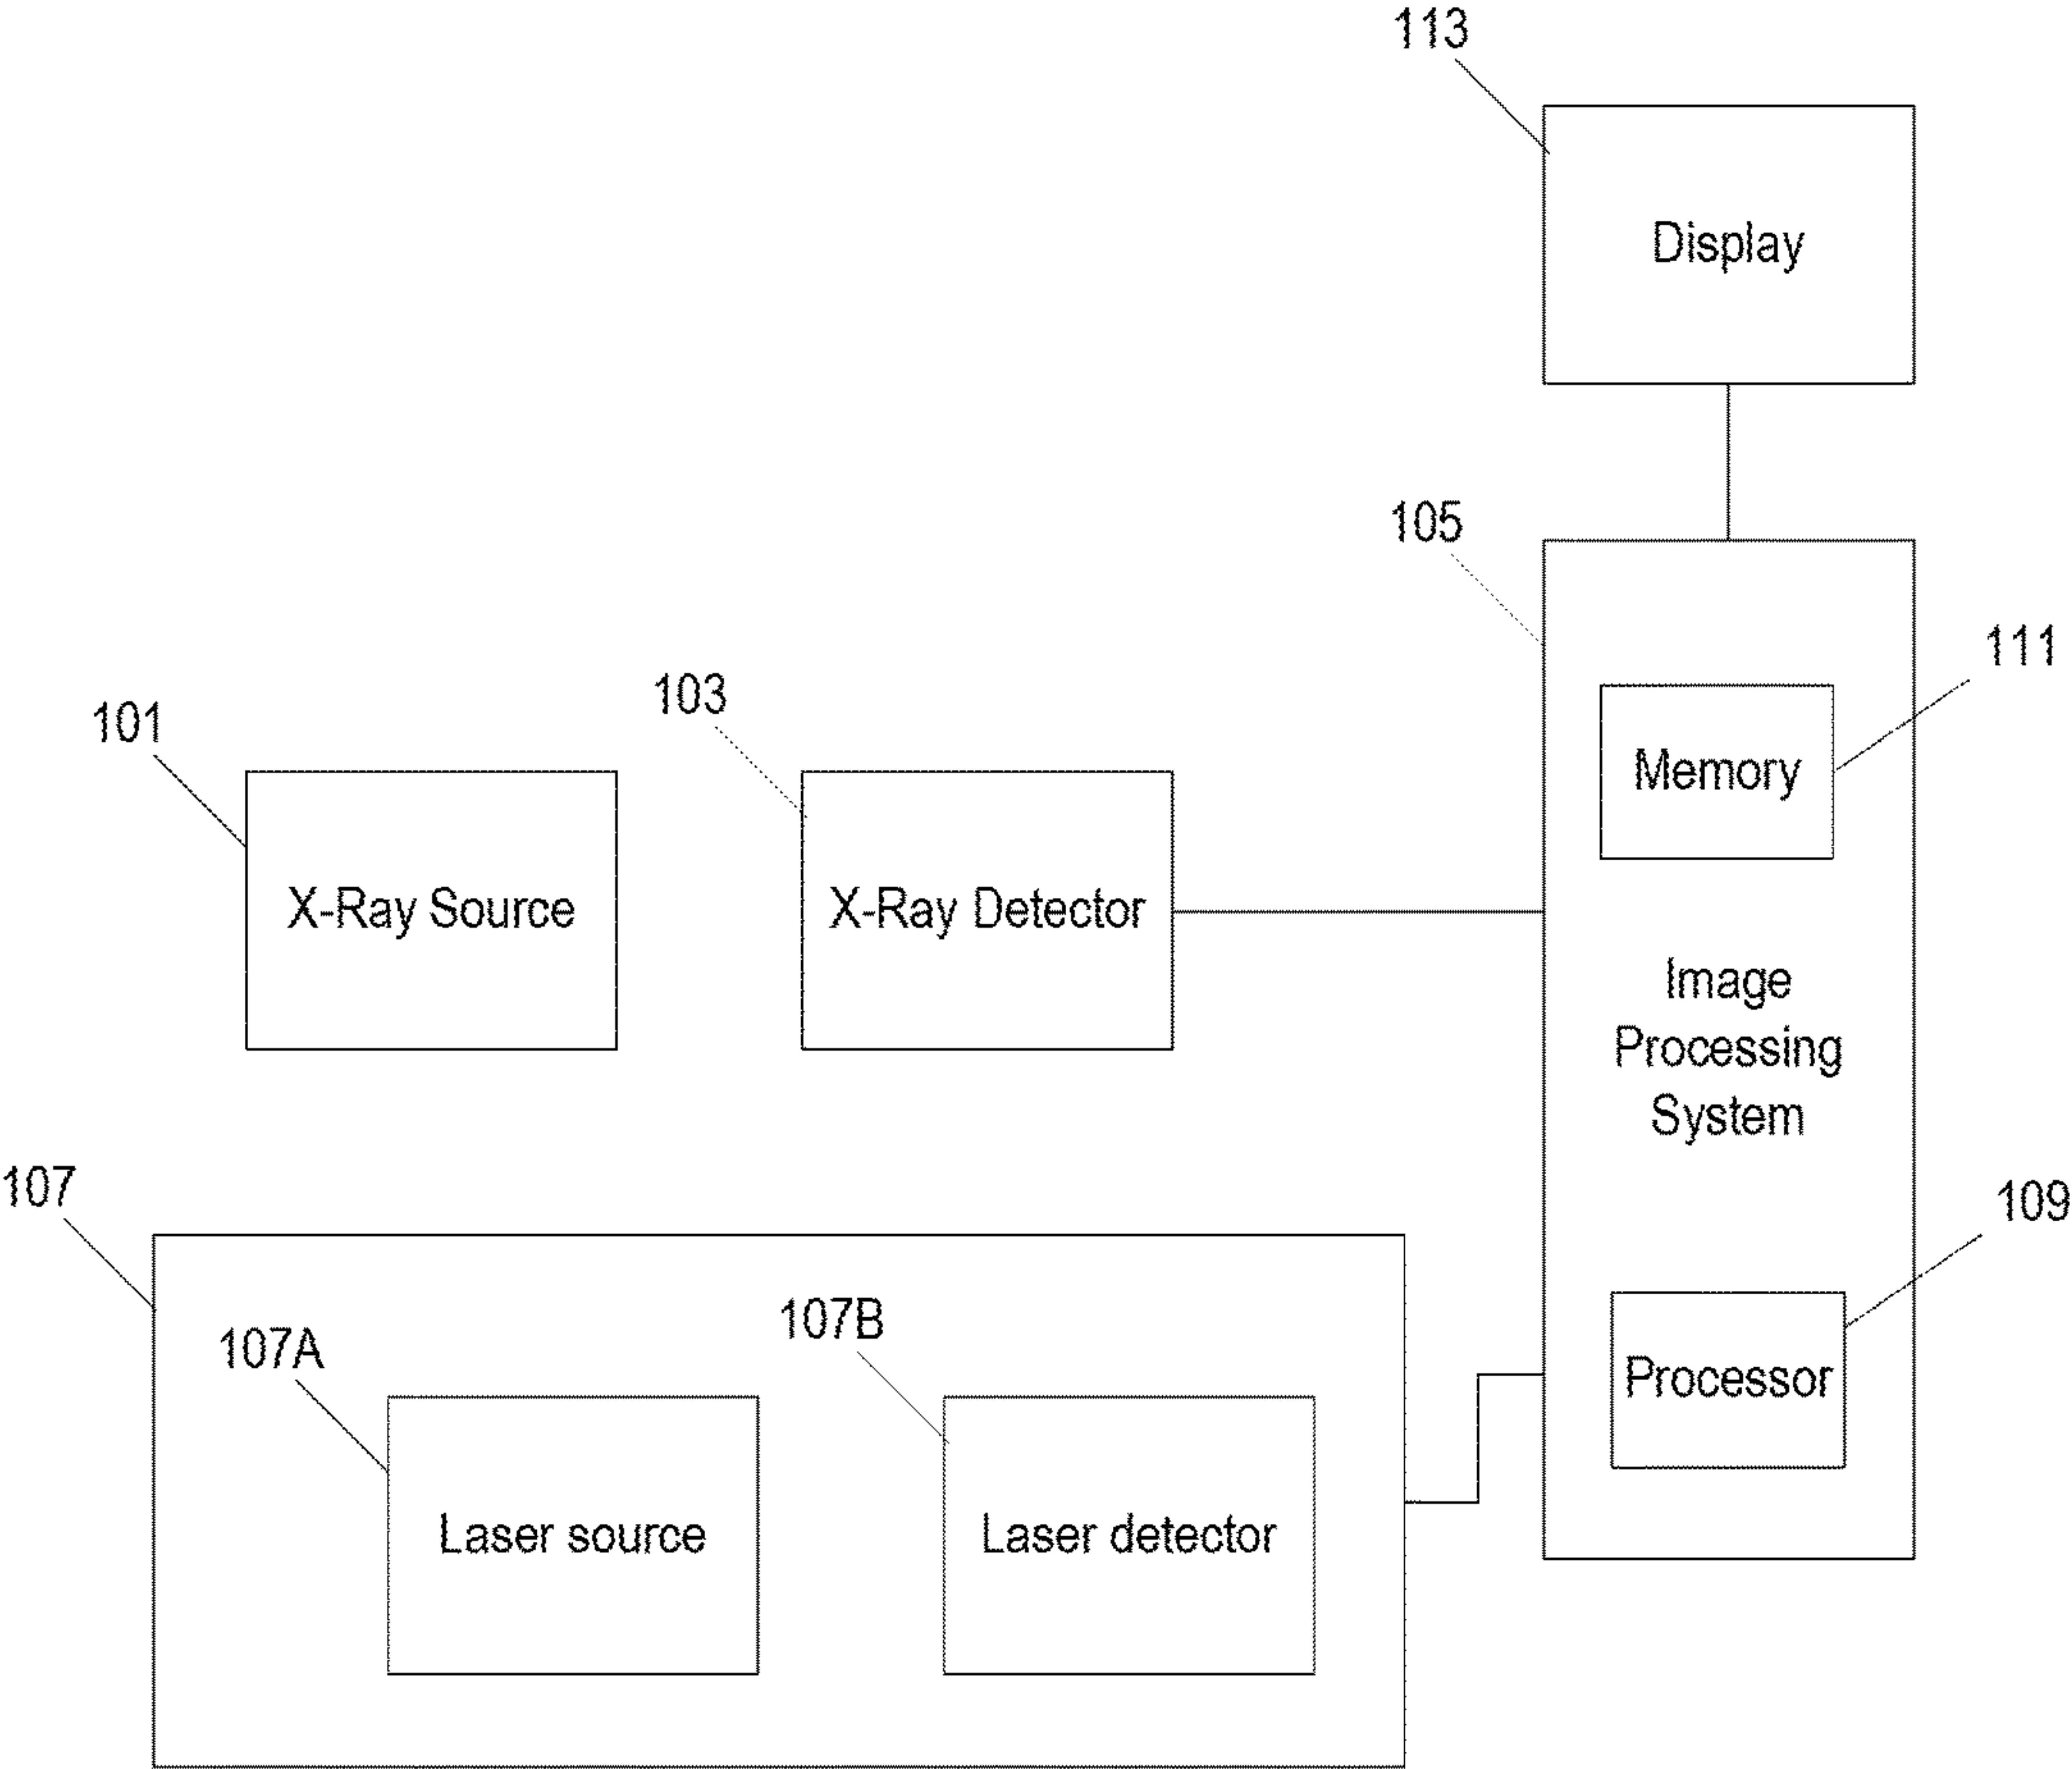 113
Display
105
111
Memory
103
101
X-Ray Source
X-Ray Detector
Image
Processing
System
107
109
107B
107A
Processor
Laser source
Laser detector